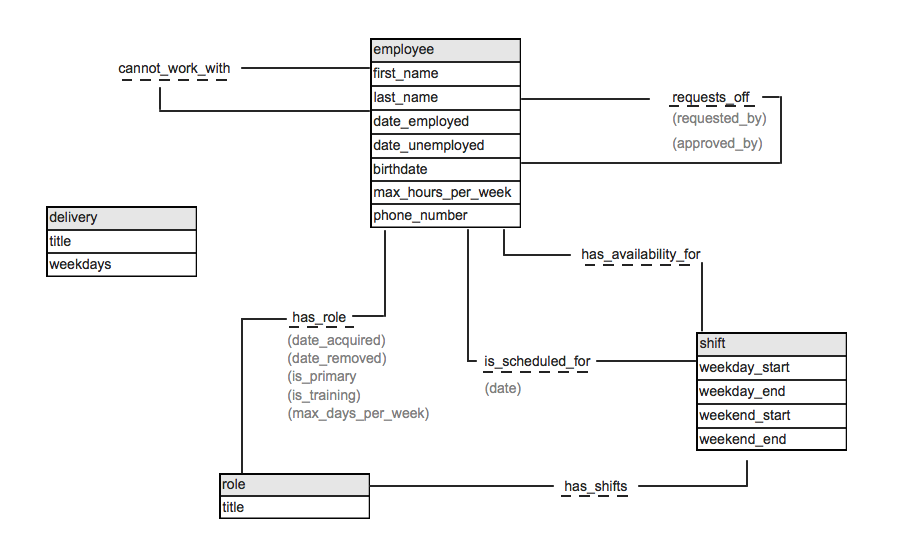 employee
cannot_work_with
first_name
last_name
requests_off
(requested_by)
(approved_by)
date_employed
date_unemployed
birthdate
max_hours_per_week
phone_number
delivery
title
weekdays
has_availability_for
has_role
(date_acquired)
(date_removed)
(is_primary
(is_training)
(max_days_per_week)
is_scheduled_for
(date)
shift
weekday_start
weekday_end
weekend_start
weekend_end
role
title
has_shifts